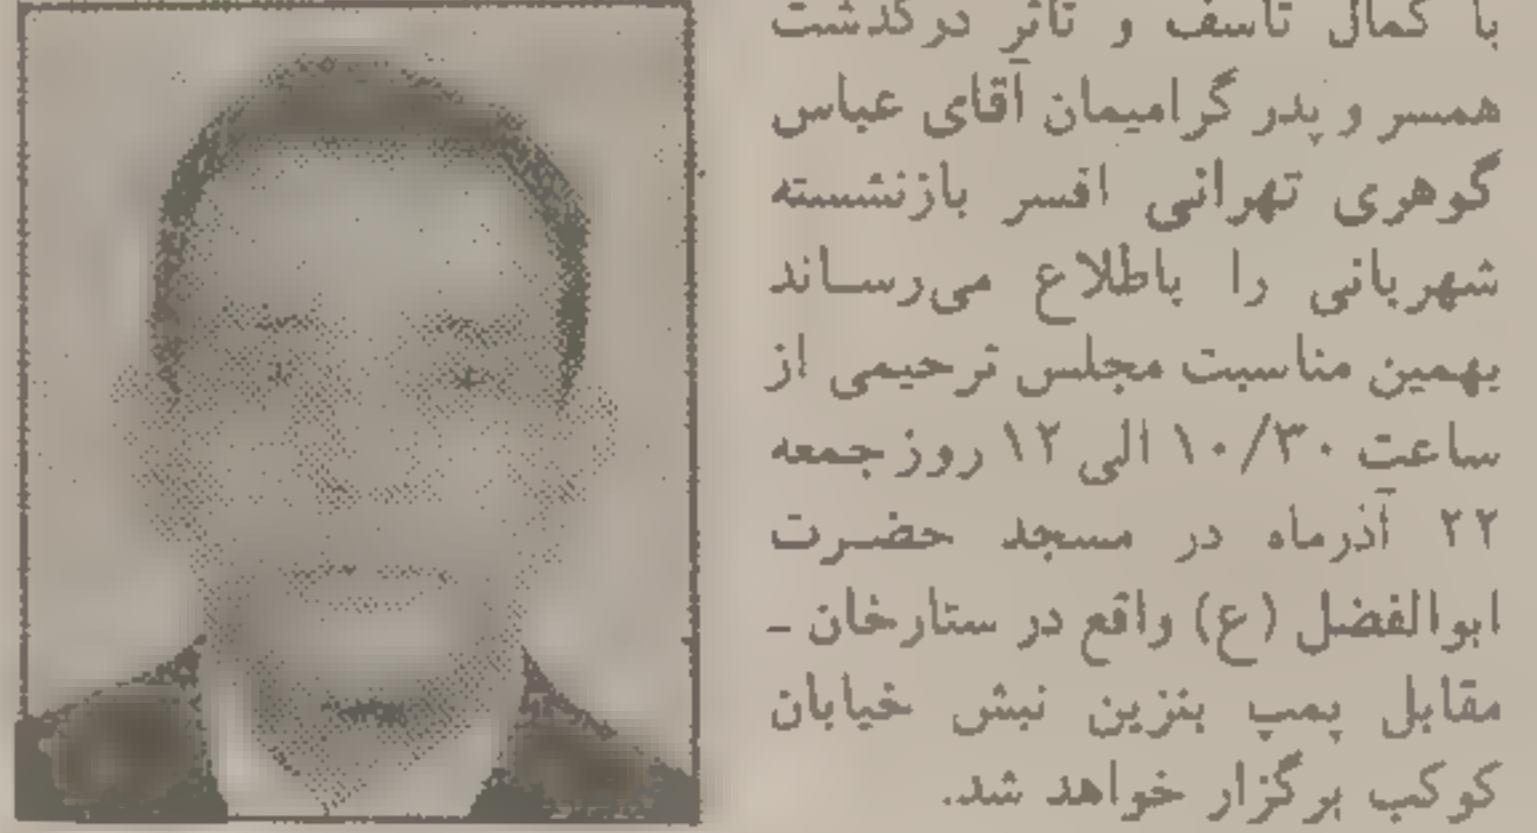 با کمال تأسف و تأثر درگذشت
همسر و پدر گرامیمان آقای عباس
گوهری تهرانی افسر بازنشسته
شهربانی را باطلاع می‌رساند
بهمین مناسبت مجلس ترحیمی از
ساعت ۱۰/۳۰ الی ۱۲ روز جمعه
۲۲ آذرماه در مسجد حضرت
ابوالفضل (ع) واقع در ستارخان -
مقابل پمپ بنزین نبش خیابان
کوکب برگزار خواهد شد.